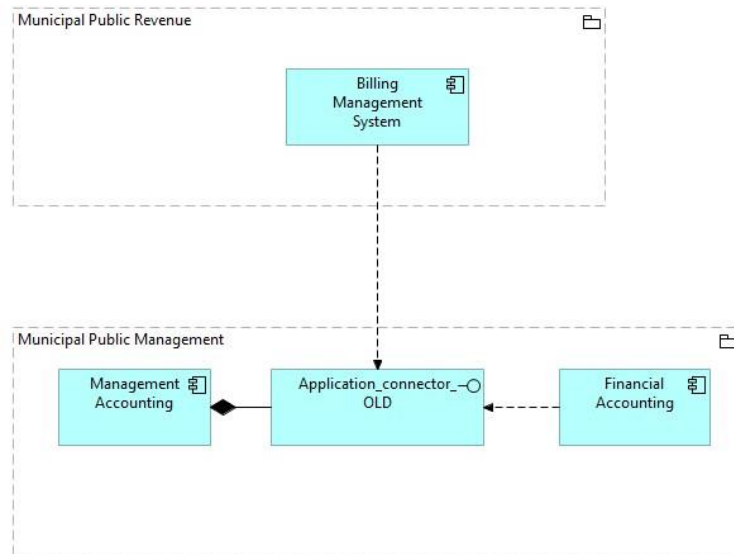 Municipal Public Revenue
Billing
Management
System
Municipal Public Management
Management
Accounting
Application_connector_
OLD
Financial
Accounting